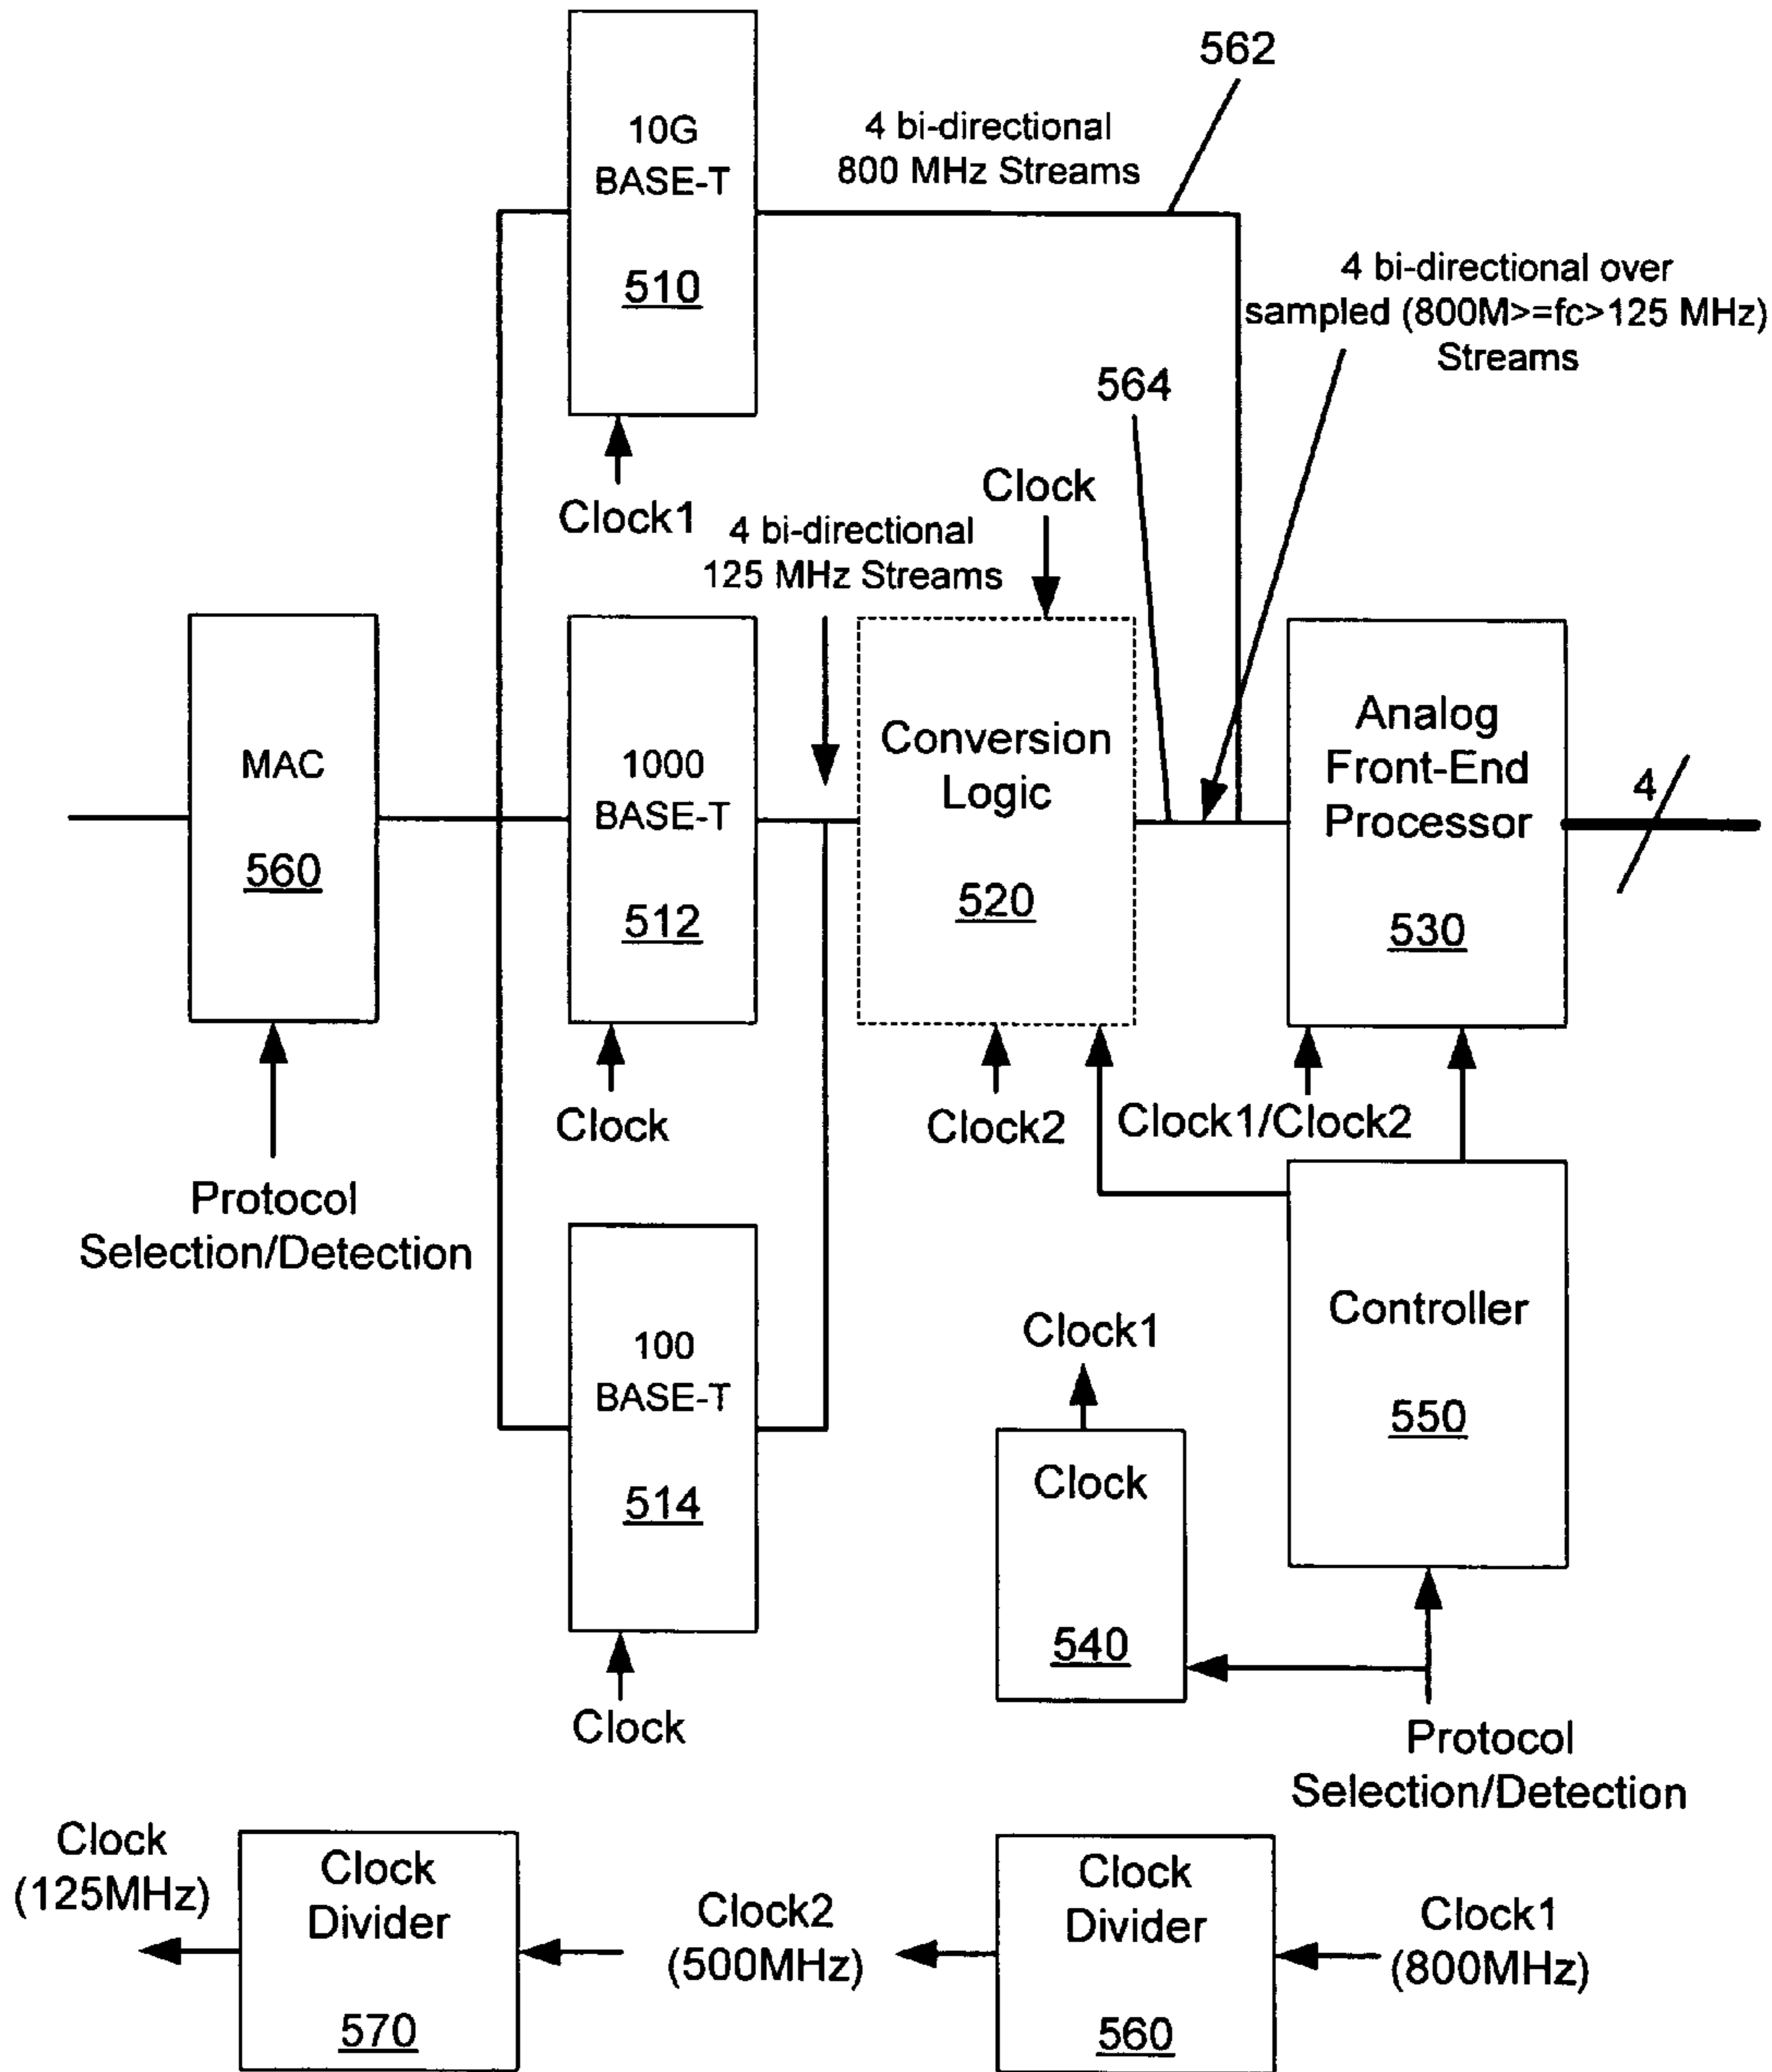 562
10G
BASE-T
510
4 bi-directional
800 MHz Streams
4 bi-directional over
sampled (800M>=fc>125 MHz)
Streams
564
Clock1
4 bi-directional
125 MHz Streams
Clock
MAC
560
1000
BASE-T
512
Conversion
Logic
520
Analog
Front-End
Processor
530
4
Clock
Clock2
Clock1/Clock2
Protocol
Selection/Detection
100
BASE-T
514
Clock
Clock1
Clock
540
Controller
550
Protocol
Selection/Detection
Clock
(125MHz)
Clock
Divider
570
Clock2
(500MHz)
Clock
Divider
560
Clock1
(800MHz)